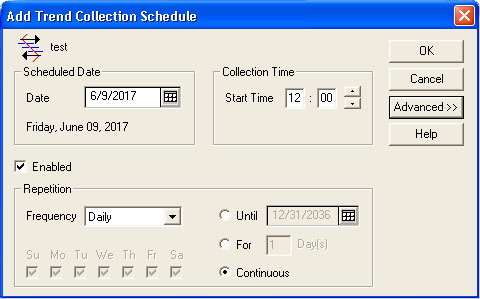 Add Trend Collection Schedule
test
OK
Cancel
Advanced >>
Help
Scheduled Date
Date 6/9/2017
Friday, June 09, 2017
Collection Time
Start Time 12 : 00
Enabled
Repetition
Frequency Daily
Su Mo Tu We Th Fr Sa
Until 12/31/2036
For 1 Day(s)
Continuous